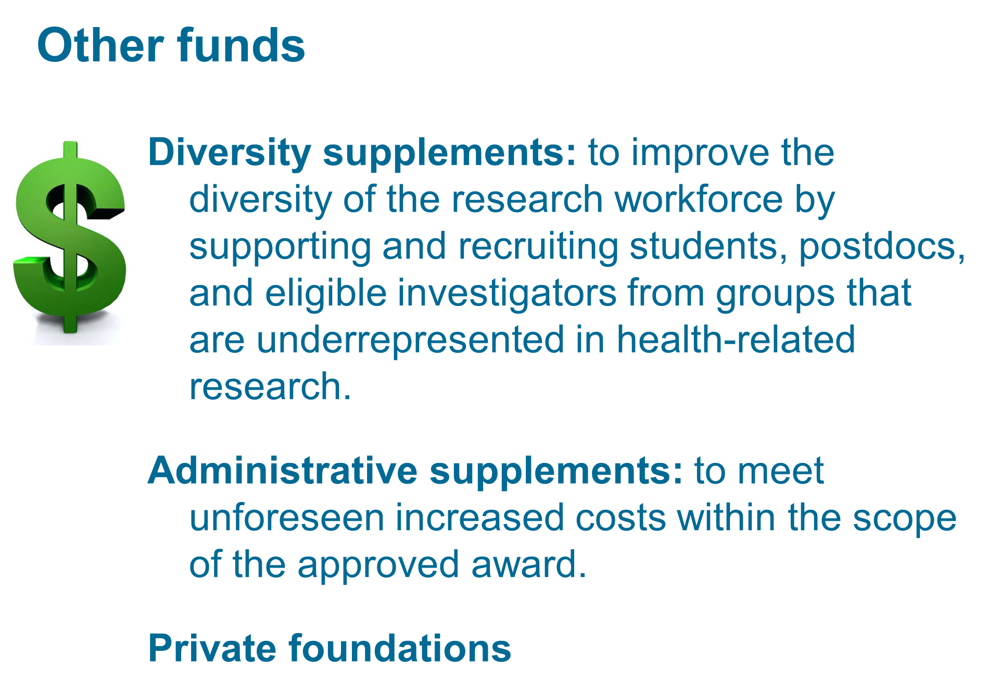 Other funds
Diversity supplements: to improve the
diversity of the research workforce by
supporting and recruiting students, postdocs,
and eligible investigators from groups that
are underrepresented in health-related
research.
Administrative supplements: to meet
unforeseen increased costs within the scope
of the approved award.
Private foundations